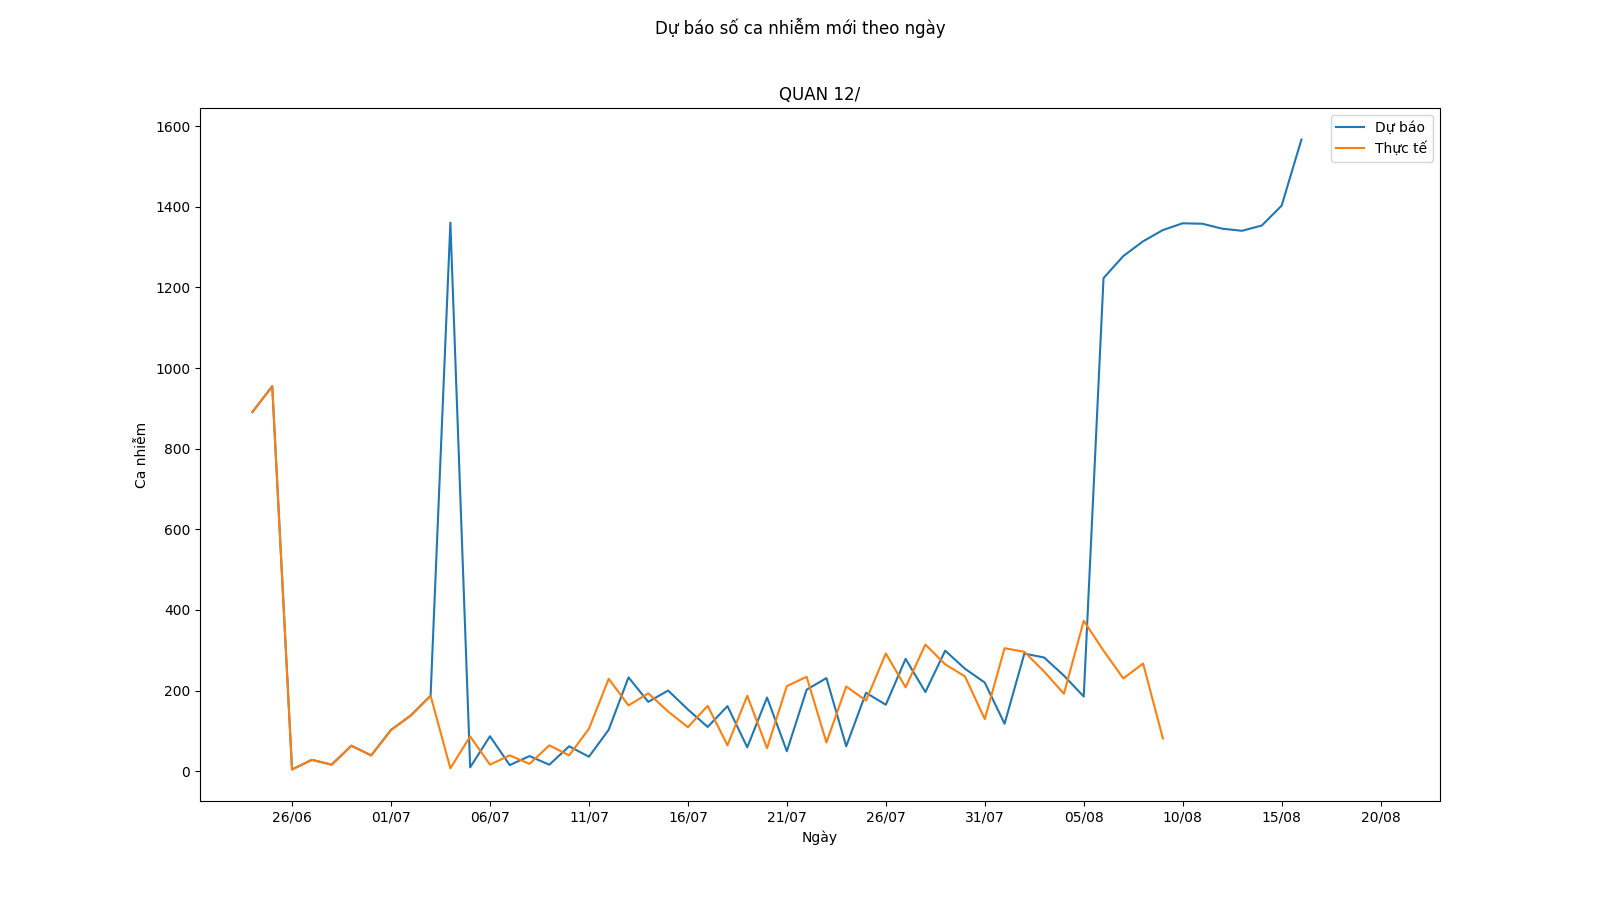 Dự báo số ca nhiễm mới theo ngày
QUAN 12/
Dự báo
Thực tế
1600
1400
1200
1000
800
600
400
200
0
Ca nhiễm
26/06 01/07 06/07 11/07 16/07 21/07 26/07 31/07 05/08 10/08 15/08 20/08
Ngày